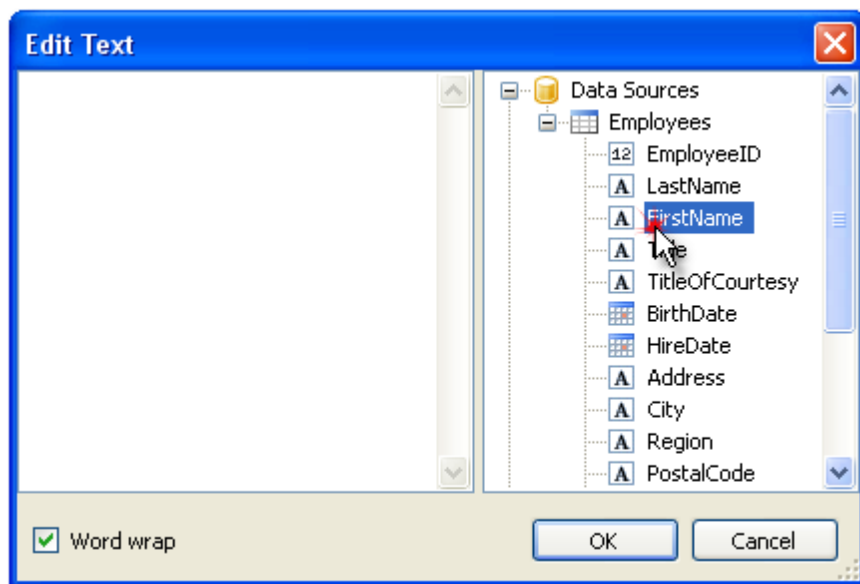 Edit Text
Data Sources
Employees
12 EmployeeID
A LastName
A FirstName
A
A TitleOfCourtesy
BirthDate
HireDate
A Address
A City
A Region
A PostalCode
Word wrap
OK Cancel